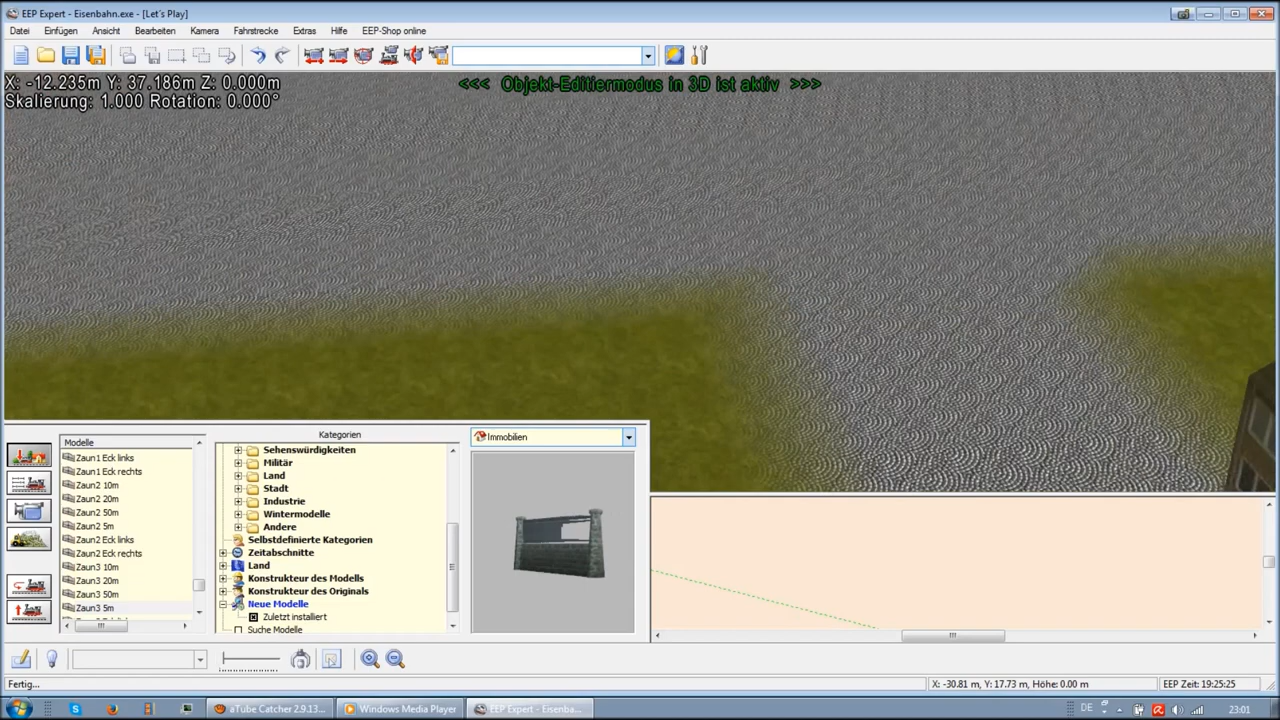 EEP Expert - Eisenbahn.exe - [Let's Play]
Datei Einfügen Ansicht Bearbeiten Kamera Fahrstrecke Extras Hilfe EEP-Shop online
X: -12.235m Y: 37.186m Z: 0.000m
<<< Objekt-Editiermodus in 3D ist aktiv >>>
Skalierung: 1.000 Rotation: 0.000°
Modelle
Zaun1 Eck links
Zaun1 Eck rechts
Zaun2 10m
Zaun2 20m
Zaun2 50m
Zaun2 5m
Zaun2 Eck links
Zaun2 Eck rechts
Zaun3 10m
Zaun3 20m
Zaun3 50m
Zaun3 5m
Kategorien
Sehenswürdigkeiten
Militär
Land
Stadt
Industrie
Wintermodelle
Andere
Selbstdefinierte Kategorien
Zeitabschnitte
Land
Konstrukteur des Modells
Konstrukteur des Originals
Neue Modelle
Zuletzt installiert
Suche Modelle
Immobilien
Fertig...
X: -30.81 m, Y: 17.73 m, Höhe: 0.00 m
EEP Zeit: 19:25:25
aTube Catcher 2.9.13...
Windows Media Player
EEP Expert - Eisenba...
DE
23:01